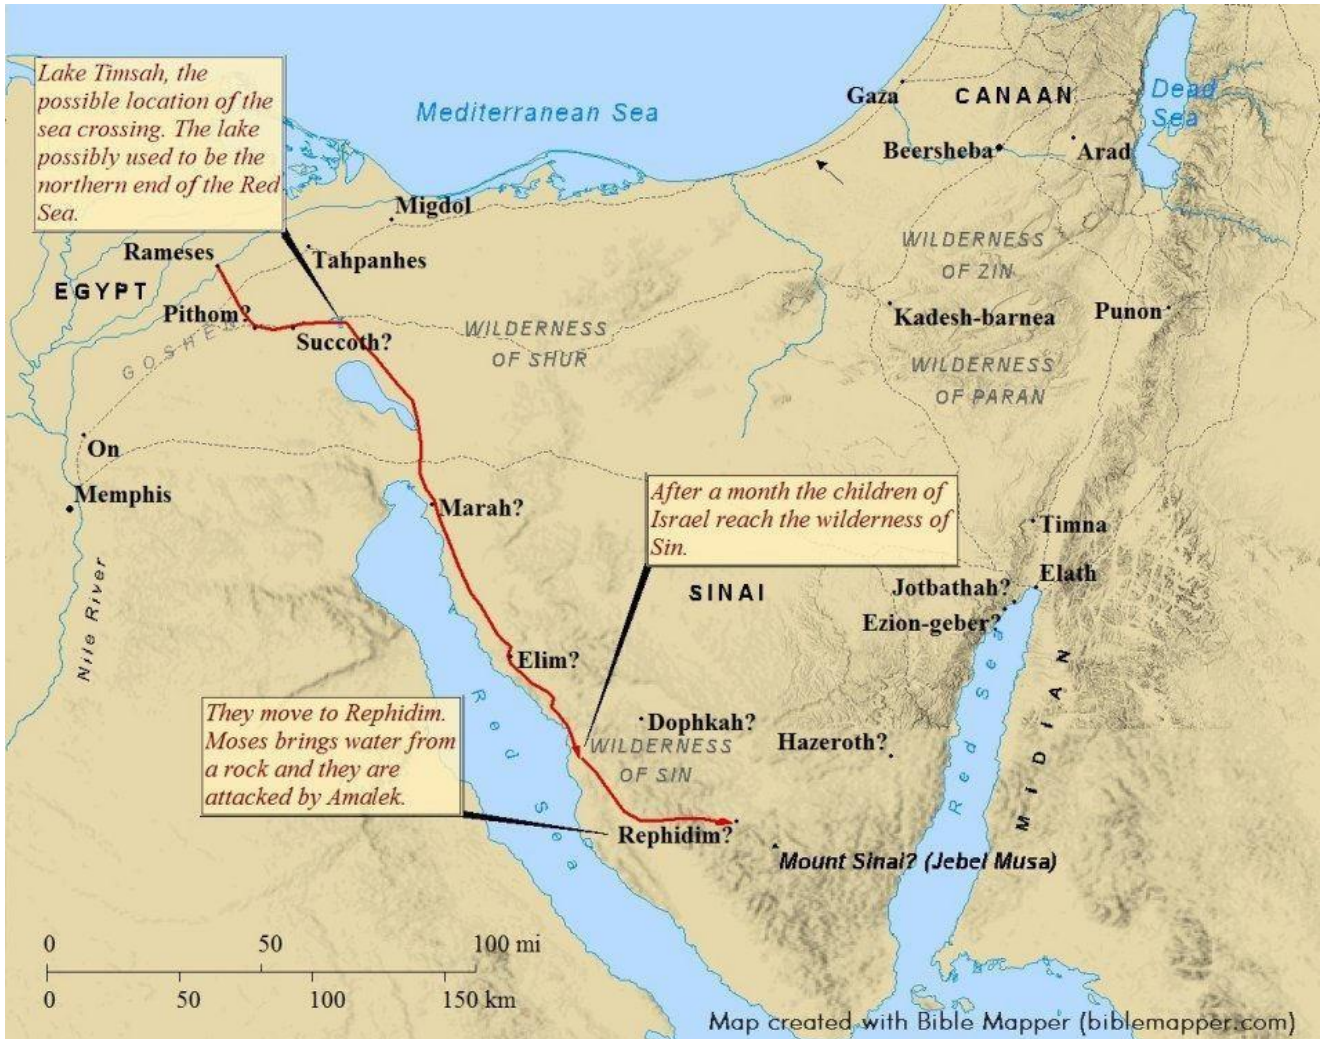 Lake Timsah, the
possible location of the
sea crossing. The lake
possibly used to be the
northern end of the Red
Sea.
Mediterranean Sea
Gaza
CANAAN
Dead
Sea
Beersheba
Arad
Migdol
Rameses
Tahpanhes
EGYPT
WILDERNESS
OF ZIN
Pithom?
GOSHEN
Succoth?
WILDERNESS
OF SHUR
Kadesh-barnea
Punon
WILDERNESS
OF PARAN
On
Memphis
Marah?
After a month the children of
Israel reach the wilderness of
Sin.
Timna
SINAI
Jotbathah?
Elath
Ezion-geber?
Nile River
Elim?
Red Sea
Red Sea
MIDIAN
They move to Rephidim.
Moses brings water from
a rock and they are
attacked by Amalek.
Dophkah?
Hazeroth?
WILDERNESS
OF SIN
Rephidim?
Mount Sinai? (Jebel Musa)
0 50 100 mi
0 50 100 150 km
Map created with Bible Mapper (biblemapper.com)